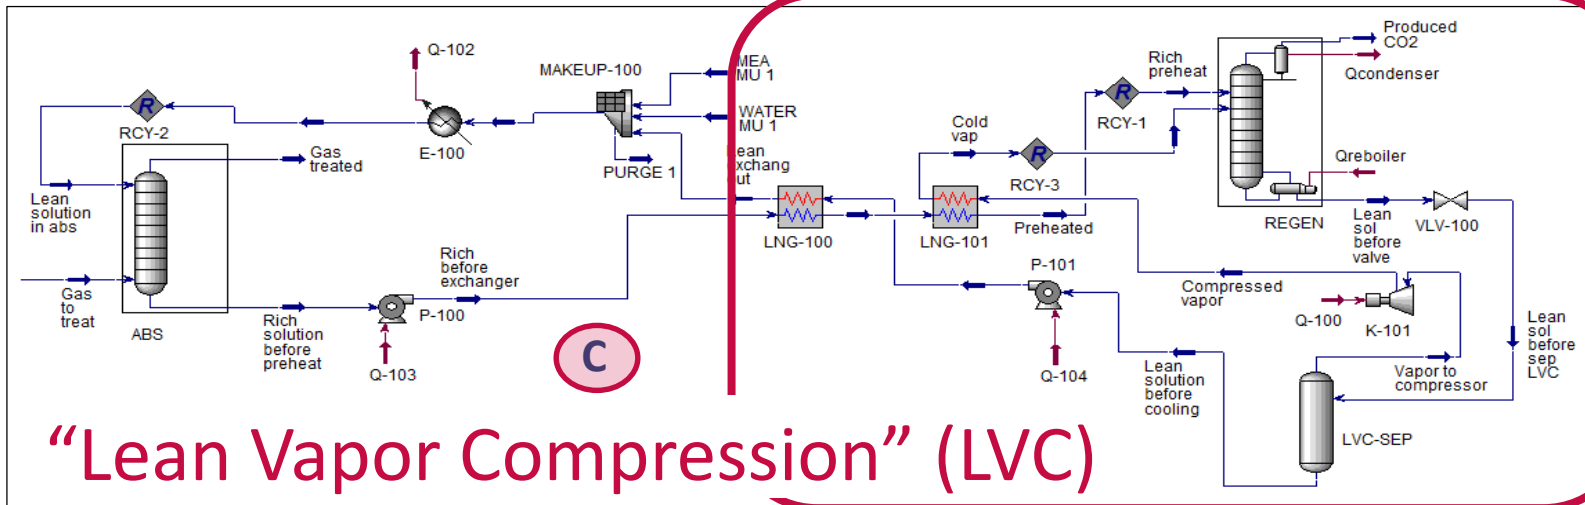 Q-102
MAKEUP-100
MEA
MU 1
WATER
MU 1
RCY-2
E-100
PURGE 1
Gas
treated
Lean
solution
in abs
Gas
to
treat
ABS
Rich
solution
before
preheat
Rich
before
exchanger
P-100
Q-103
C
LNG-100
Cold
vap
RCY-3
LNG-101
Preheated
Rich
preheat
R
R
R
RCY-1
Produced
CO2
Qcondenser
Qreboiler
REGEN
Lean
sol
before
valve
VLV-100
P-101
Q-104
Compressed
vapor
Q-100
K-101
Lean
solution
before
cooling
Vapor to
compressor
Lean
sol
before
sep
LVC
LVC-SEP
“Lean Vapor Compression” (LVC)